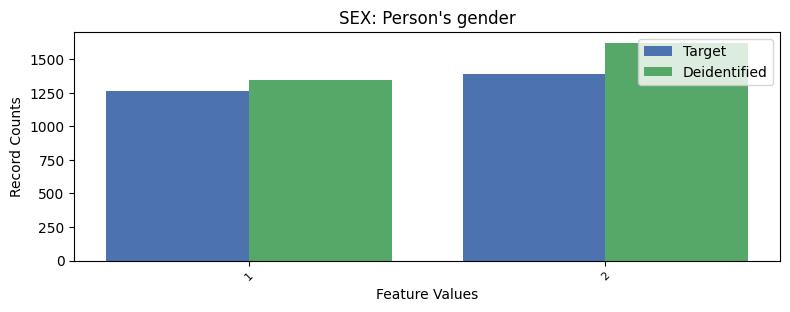 SEX: Person's gender
Target
Deidentified
Record Counts
1500
1250
1000
750
500
250
0
1
2
Feature Values